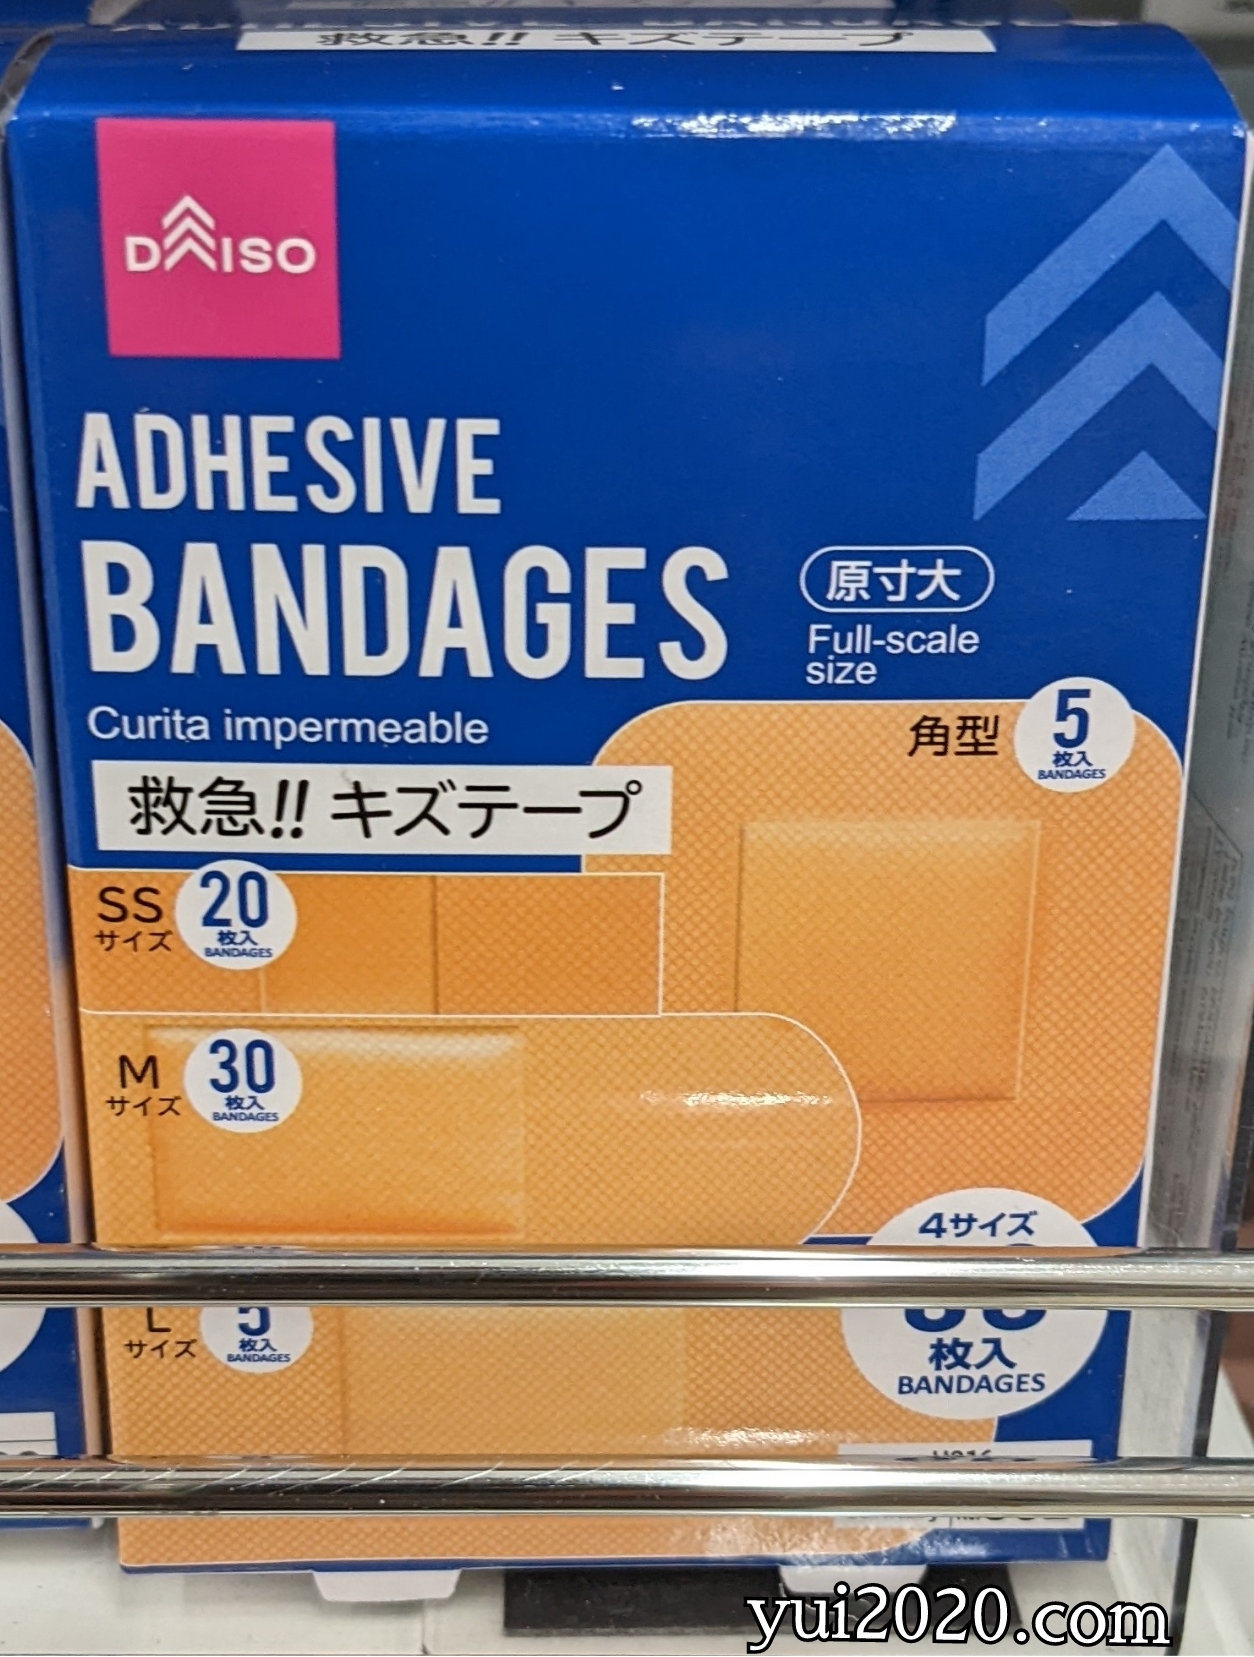 救急!! キズテープ
DAISO
ADHESIVE
BANDAGES
原寸大
Full-scale
size
Curita impermeable
角型
5
枚入
BANDAGES
救急!! キズテープ
SS
サイズ
20
枚入
BANDAGES
M
サイズ
30
枚入
BANDAGES
4サイズ
L
サイズ
5
枚入
BANDAGES
枚入
BANDAGES
yui2020.com